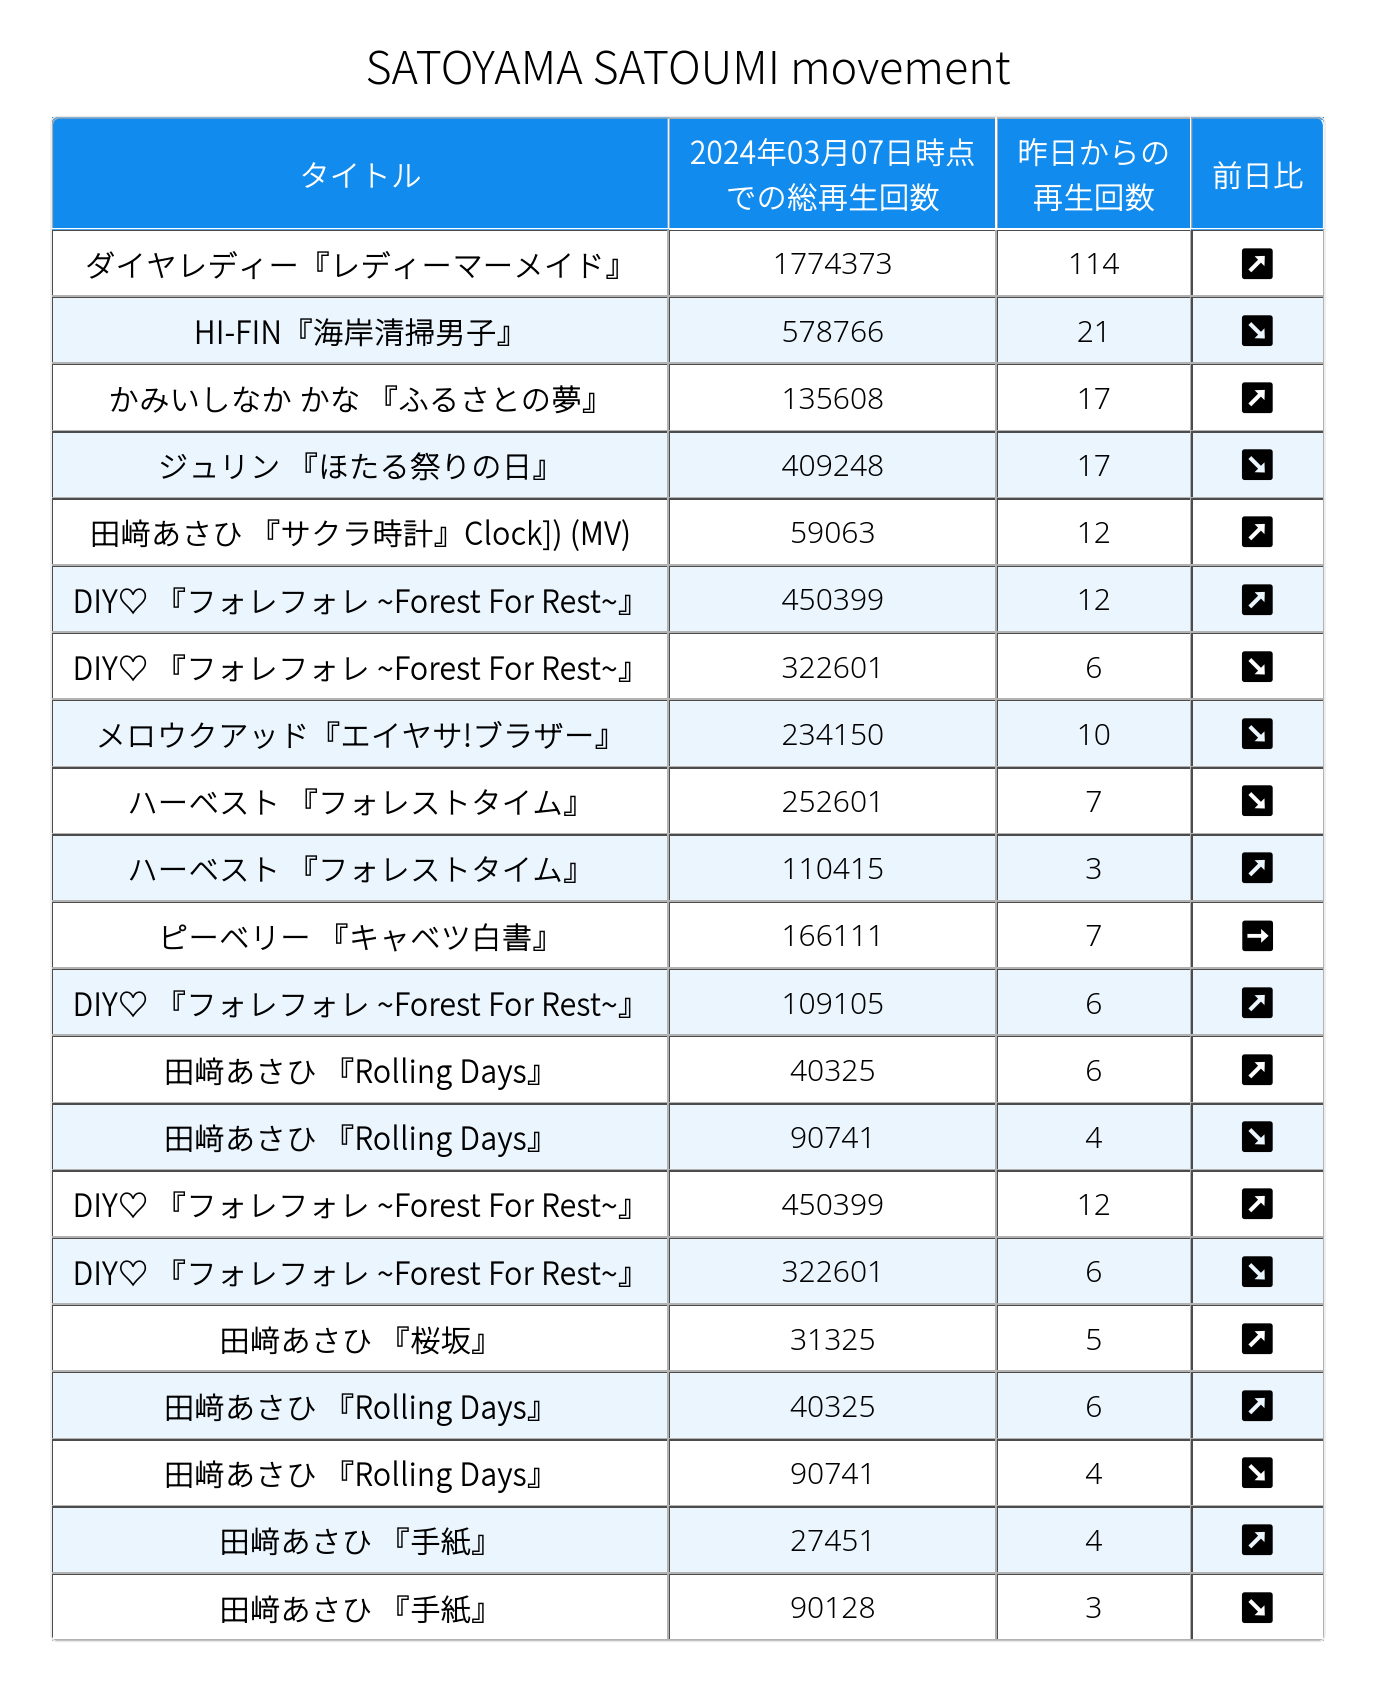 SATOYAMA SATOUMI movement
タイトル 2024年03月07日時点での総再生回数 昨日からの再生回数 前日比
ダイヤレディー『レディーマーメイド』 1774373 114 ↗
HI-FIN『海岸清掃男子』 578766 21 ↘
かみいしなか かな 『ふるさとの夢』 135608 17 ↗
ジュリン 『ほたる祭りの日』 409248 17 ↘
田﨑あさひ 『サクラ時計』Clock]) (MV) 59063 12 ↗
DIY♡ 『フォレフォレ ~Forest For Rest~』 450399 12 ↗
DIY♡ 『フォレフォレ ~Forest For Rest~』 322601 6 ↘
メロウクアッド『エイヤサ!ブラザー』 234150 10 ↘
ハーベスト 『フォレストタイム』 252601 7 ↘
ハーベスト 『フォレストタイム』 110415 3 ↗
ピーベリー 『キャベツ白書』 166111 7 →
DIY♡ 『フォレフォレ ~Forest For Rest~』 109105 6 ↗
田﨑あさひ 『Rolling Days』 40325 6 ↗
田﨑あさひ 『Rolling Days』 90741 4 ↘
DIY♡ 『フォレフォレ ~Forest For Rest~』 450399 12 ↗
DIY♡ 『フォレフォレ ~Forest For Rest~』 322601 6 ↘
田﨑あさひ 『桜坂』 31325 5 ↗
田﨑あさひ 『Rolling Days』 40325 6 ↗
田﨑あさひ 『Rolling Days』 90741 4 ↘
田﨑あさひ 『手紙』 27451 4 ↗
田﨑あさひ 『手紙』 90128 3 ↘